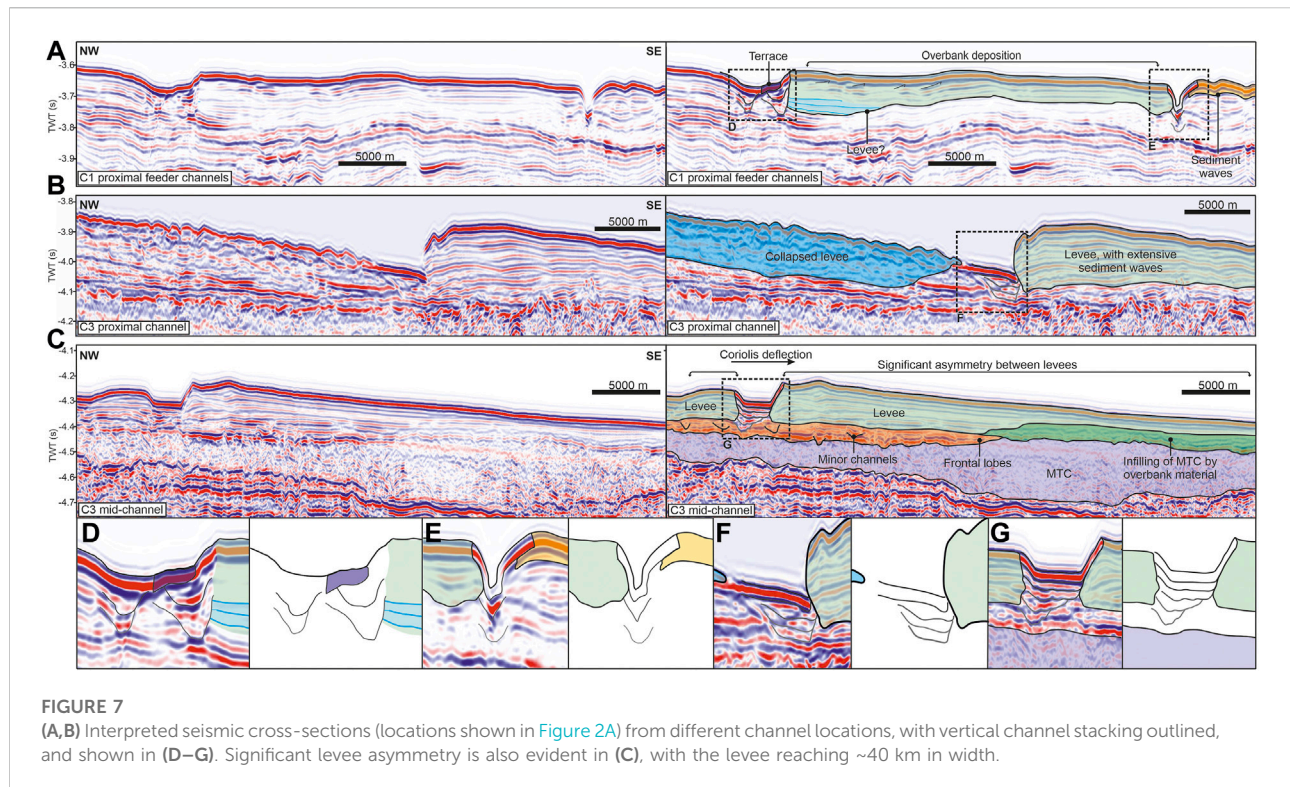 A
NW
SE
-3.6
-3.7
-3.8
-3.9
TWT (s)
5000 m
C1 proximal feeder channels
Terrace
Overbank deposition
D
Levee?
5000 m
E
Sediment
waves
C1 proximal feeder channels
B
NW
SE
-3.8
-3.9
-4.0
-4.1
-4.2
TWT (s)
5000 m
C3 proximal channel
5000 m
Collapsed levee
Levee, with extensive
sediment waves
F
C3 proximal channel
C
NW
SE
-4.1
-4.2
-4.3
-4.4
-4.5
-4.6
-4.7
TWT (s)
5000 m
C3 mid-channel
Coriolis deflection
Significant asymmetry between levees
5000 m
Levee
Levee
G
Minor channels
Frontal lobes
MTC
Infilling of MTC by
overbank material
C3 mid-channel
D
E
F
G
FIGURE 7
(A,B) Interpreted seismic cross-sections (locations shown in Figure 2A) from different channel locations, with vertical channel stacking outlined,
and shown in (D–G). Significant levee asymmetry is also evident in (C), with the levee reaching ~40 km in width.